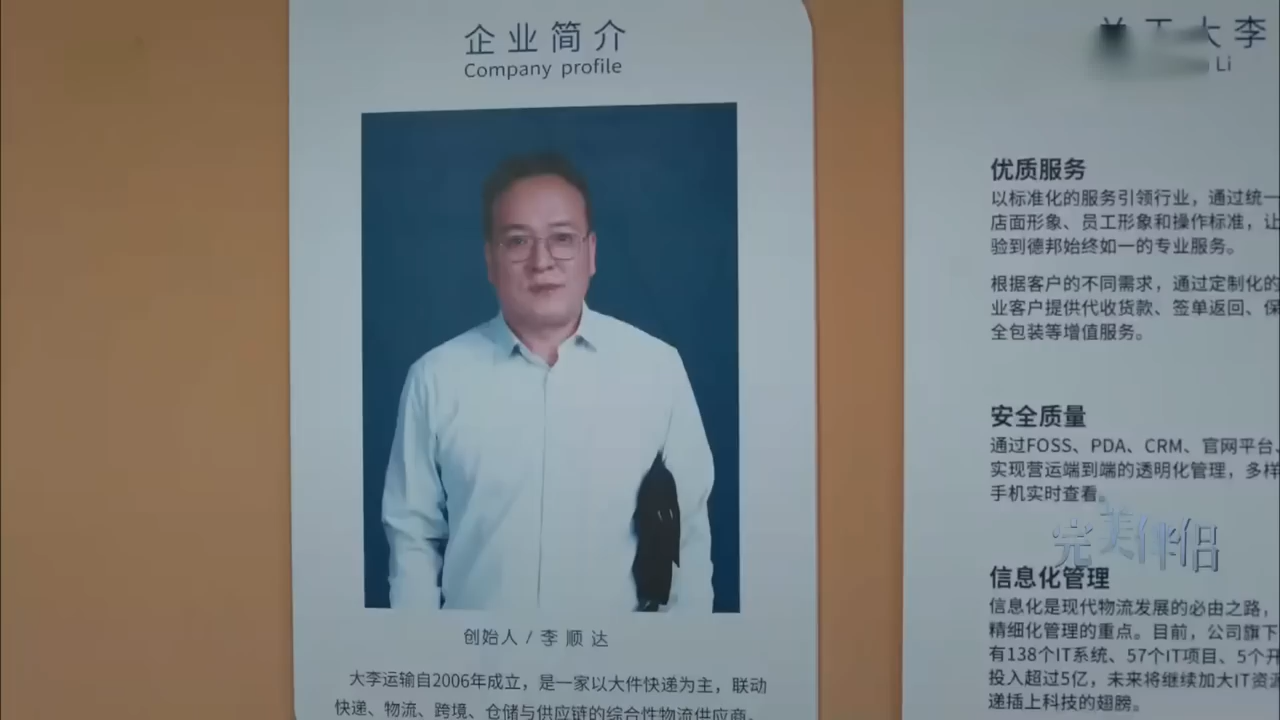 企业简介
Company profile
创始人 / 李顺达
大李运输自2006年成立，是一家以大件快递为主，联动
快递、物流、跨境、仓储与供应链的综合性物流供应商。
大李
Li
优质服务
以标准化的服务引领行业，通过统一
店面形象、员工形象和操作标准，让
验到德邦始终如一的专业服务。
根据客户的不同需求，通过定制化的
业客户提供代收货款、签单返回、保
全包装等增值服务。
安全质量
通过FOSS、PDA、CRM、官网平台、
实现营运端到端的透明化管理，多样
手机实时查看。
完美伴侣
信息化管理
信息化是现代物流发展的必由之路，
精细化管理的重点。目前，公司旗下
有138个IT系统、57个IT项目、5个开
投入超过5亿，未来将继续加大IT资源
递插上科技的翅膀。